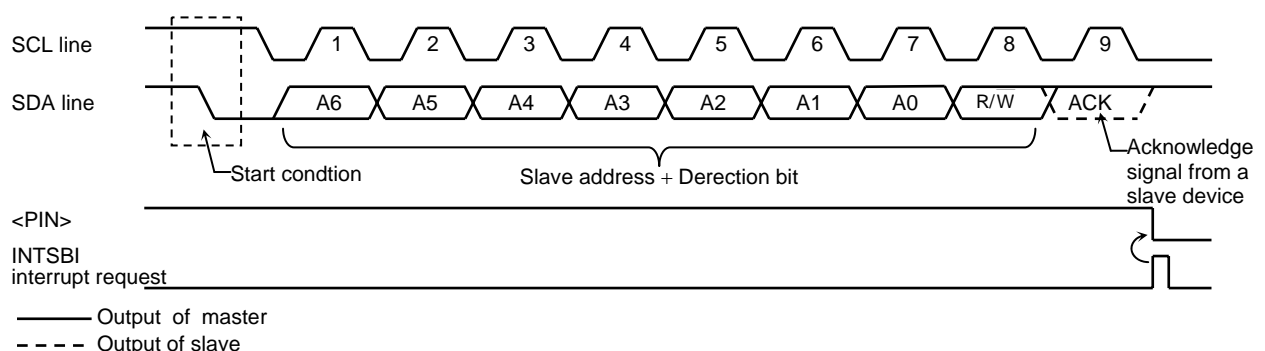 SCL line
1 2 3 4 5 6 7 8 9
SDA line
A6 A5 A4 A3 A2 A1 A0 R/W̅ ACK
Start condtion
Slave address + Derection bit
Acknowledge
signal from a
slave device
<PIN>
INTSBI
interrupt request
Output of master
Output of slave